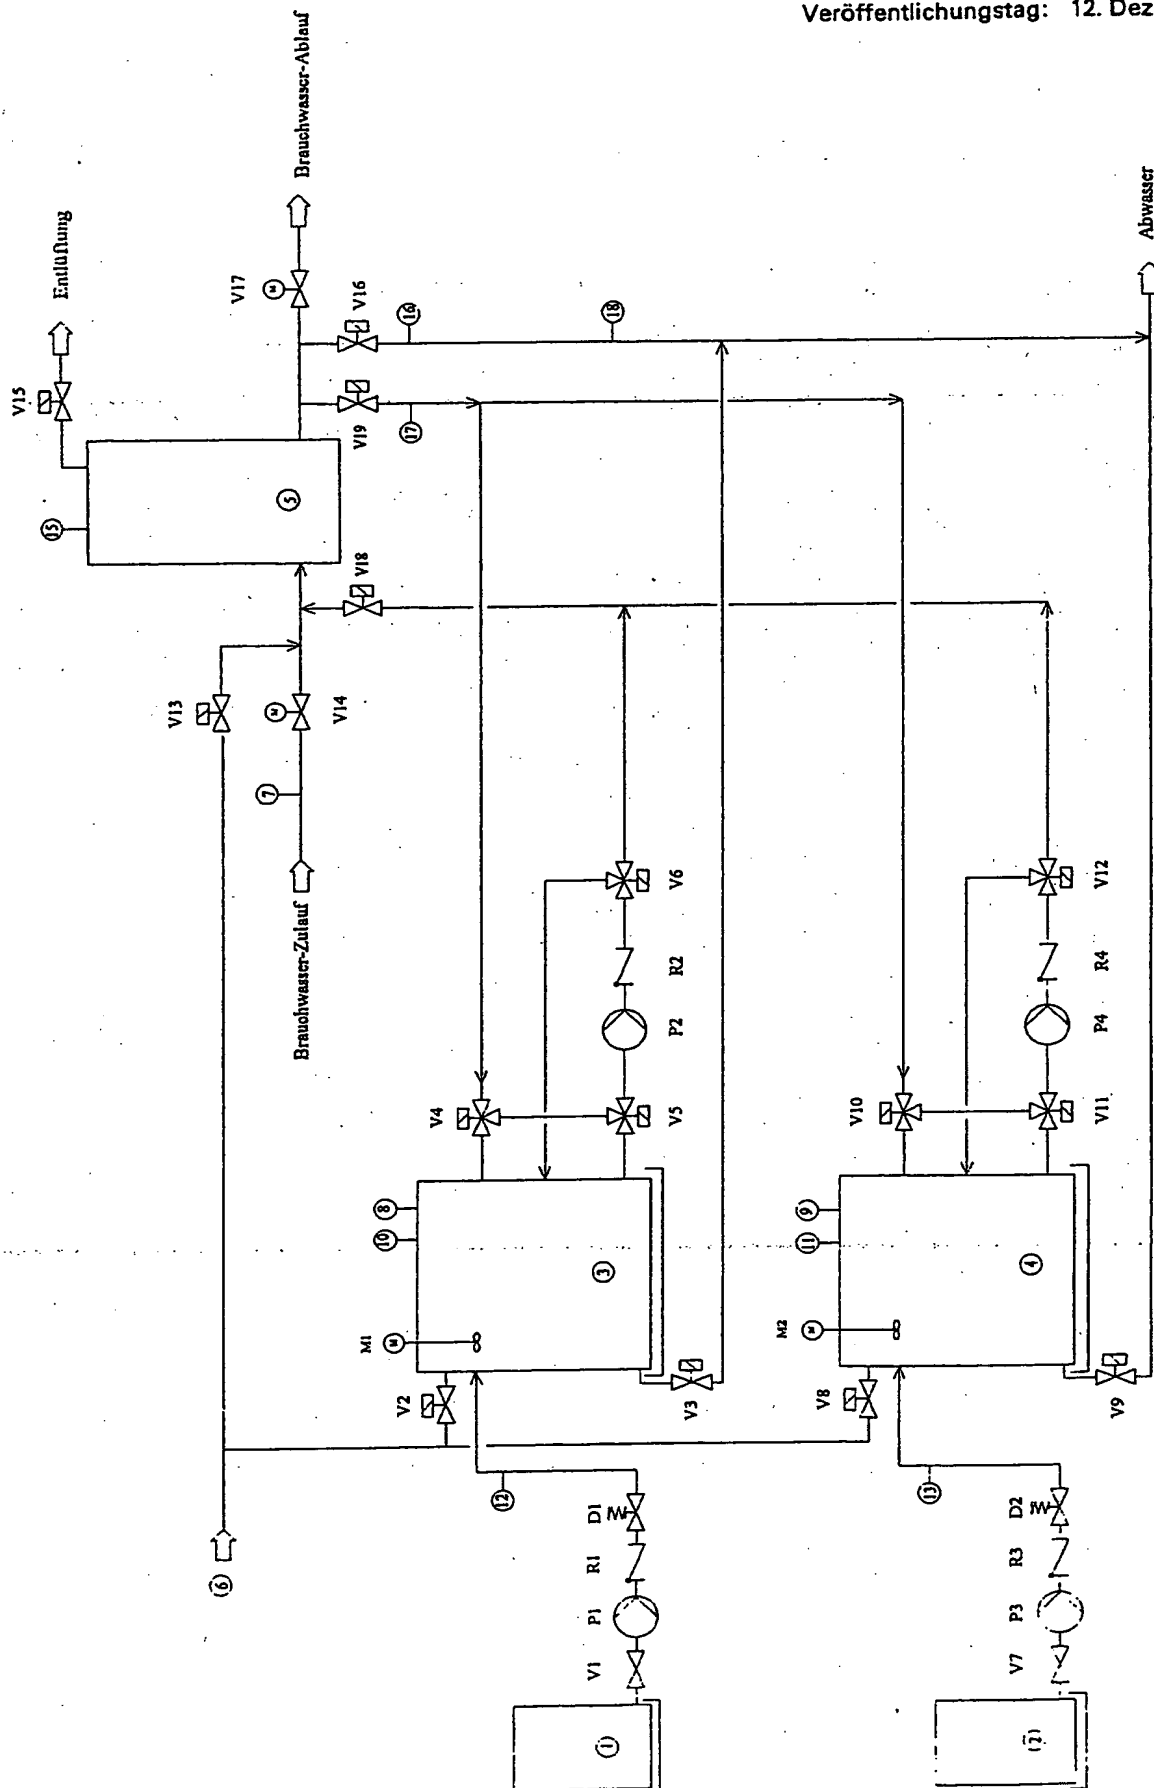 Veröffentlichungstag: 12. Dez
Brauchwasser-Ablauf
Entlüftung
V17
M
V16
V15
16
18
V19
17
15
5
V18
V13
M
V14
7
Brauchwasser-Zulauf
V6
V12
R2
R4
P2
P4
V4
V5
V10
V11
8
10
9
11
3
4
M1
M
M2
M
V2
V3
V8
V9
12
13
6
D1
D2
R1
R3
P1
P3
V1
V7
1
2
Abwasser